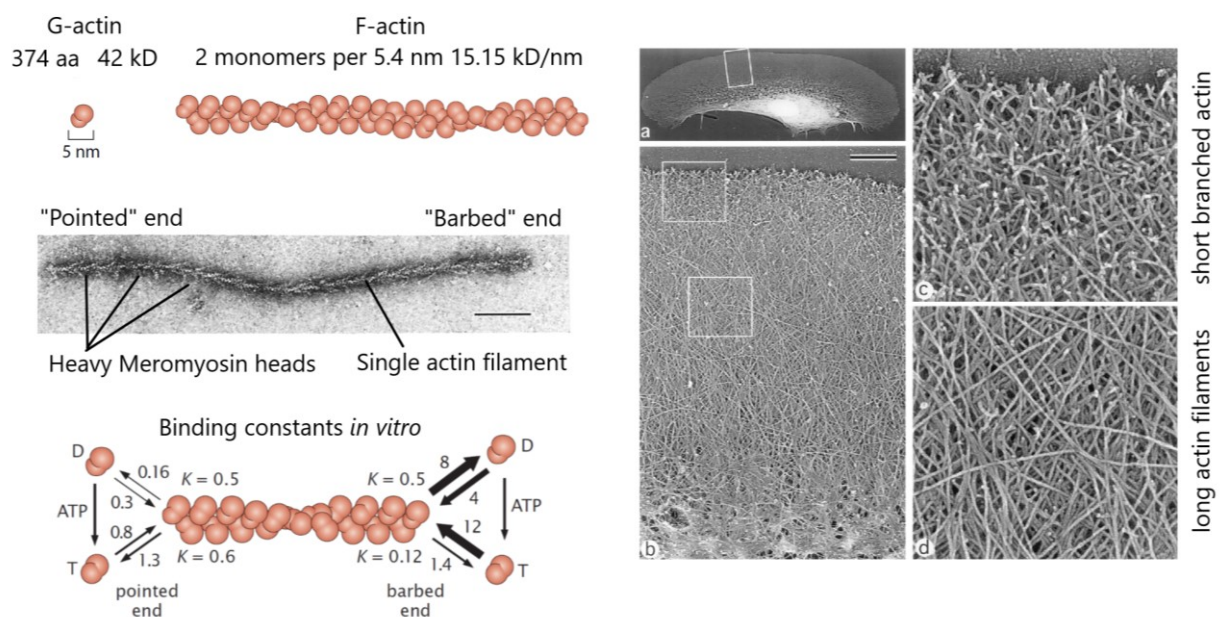 G-actin
374 aa 42 kD
F-actin
2 monomers per 5.4 nm 15.15 kD/nm
5 nm
"Pointed" end
"Barbed" end
Heavy Meromyosin heads
Single actin filament
Binding constants in vitro
D
0.16
K = 0.5
0.3
ATP
0.8
1.3
K = 0.6
T
pointed
end
K = 0.5
8
D
4
ATP
12
K = 0.12
1.4
T
barbed
end
a
b
c
d
short branched actin
long actin filaments